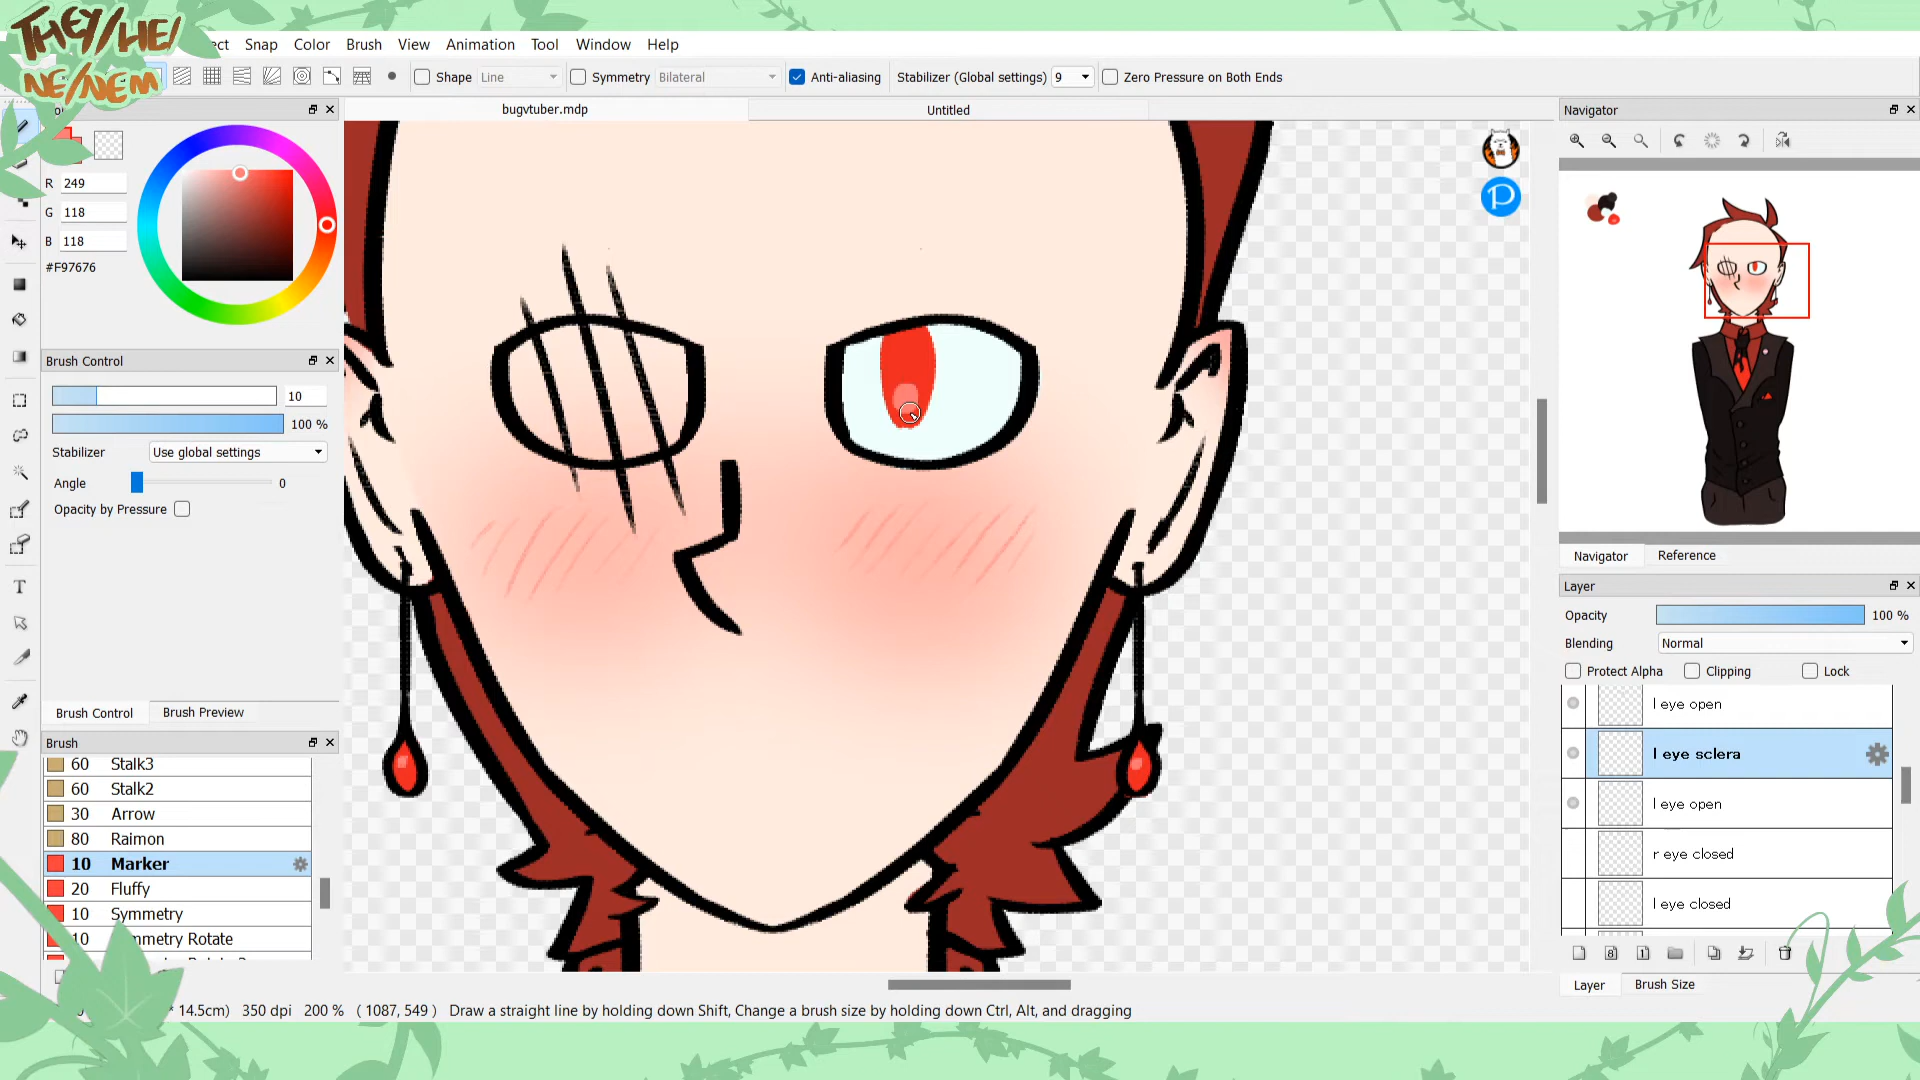 THEY/HE/
NE/NEM
ect Snap Color Brush View Animation Tool Window Help
Shape Line Symmetry Bilateral Anti-aliasing Stabilizer (Global settings) 9 Zero Pressure on Both Ends
bugvtuber.mdp Untitled
Navigator
R 249
G 118
B 118
#F97676
Brush Control
10
100 %
Stabilizer Use global settings
Angle 0
Opacity by Pressure
Brush Control Brush Preview
Brush
60 Stalk3
60 Stalk2
30 Arrow
80 Raimon
10 Marker
20 Fluffy
10 Symmetry
10 mmetry Rotate
Navigator Reference
Layer
Opacity 100 %
Blending Normal
Protect Alpha Clipping Lock
l eye open
l eye sclera
l eye open
r eye closed
l eye closed
8 1
Layer Brush Size
* 14.5cm) 350 dpi 200 % ( 1087, 549 ) Draw a straight line by holding down Shift, Change a brush size by holding down Ctrl, Alt, and dragging